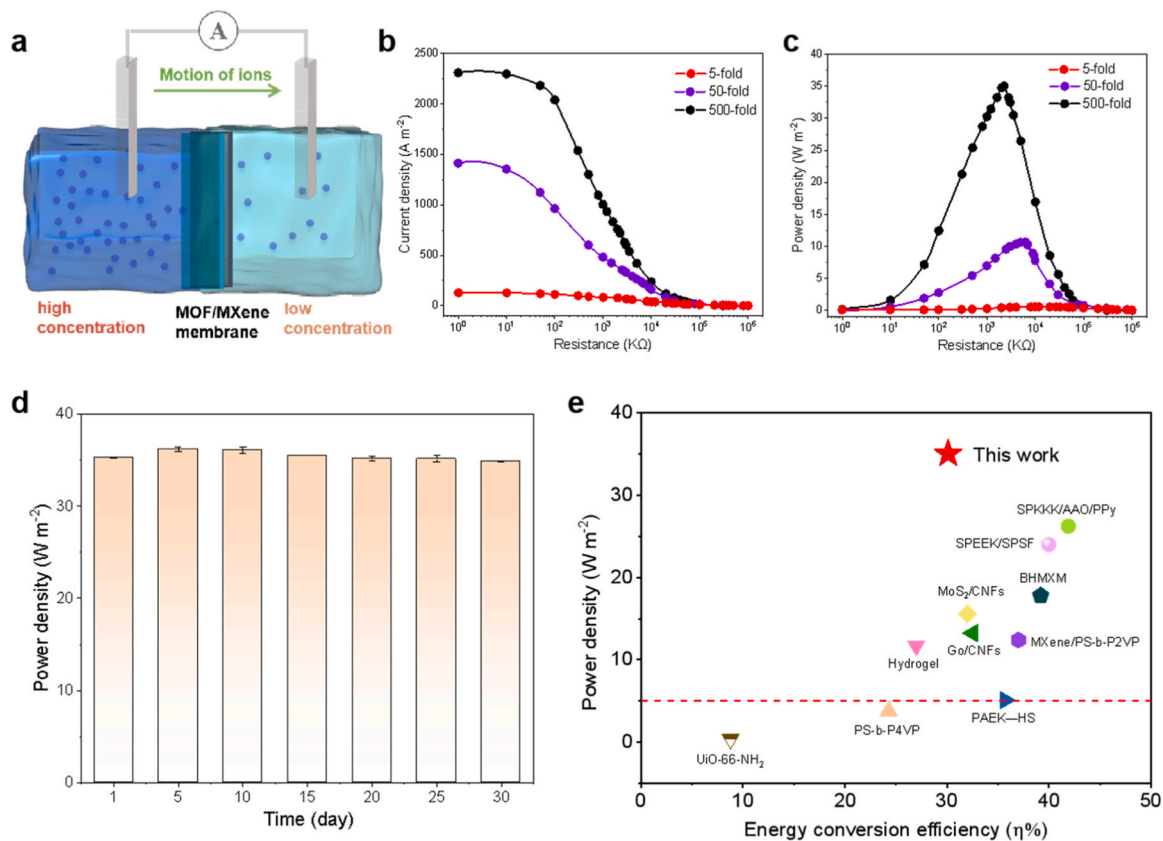 a
A
Motion of ions
high
concentration
MOF/MXene
membrane
low
concentration
b
2500
2000
1500
1000
500
0
Current density (A m⁻²)
5-fold
50-fold
500-fold
10⁰ 10¹ 10² 10³ 10⁴ 10⁵ 10⁶
Resistance (KΩ)
c
40
35
30
25
20
15
10
5
0
Power density (W m⁻²)
5-fold
50-fold
500-fold
10⁰ 10¹ 10² 10³ 10⁴ 10⁵ 10⁶
Resistance (KΩ)
d
40
30
20
10
0
Power density (W m⁻²)
1 5 10 15 20 25 30
Time (day)
e
40
30
20
10
0
Power density (W m⁻²)
This work
SPKKK/AAO/PPy
SPEEK/SPSF
BHMXM
MoS₂/CNFs
Go/CNFs
MXene/PS-b-P2VP
Hydrogel
PS-b-P4VP
PAEK—HS
UiO-66-NH₂
0 10 20 30 40 50
Energy conversion efficiency (η%)